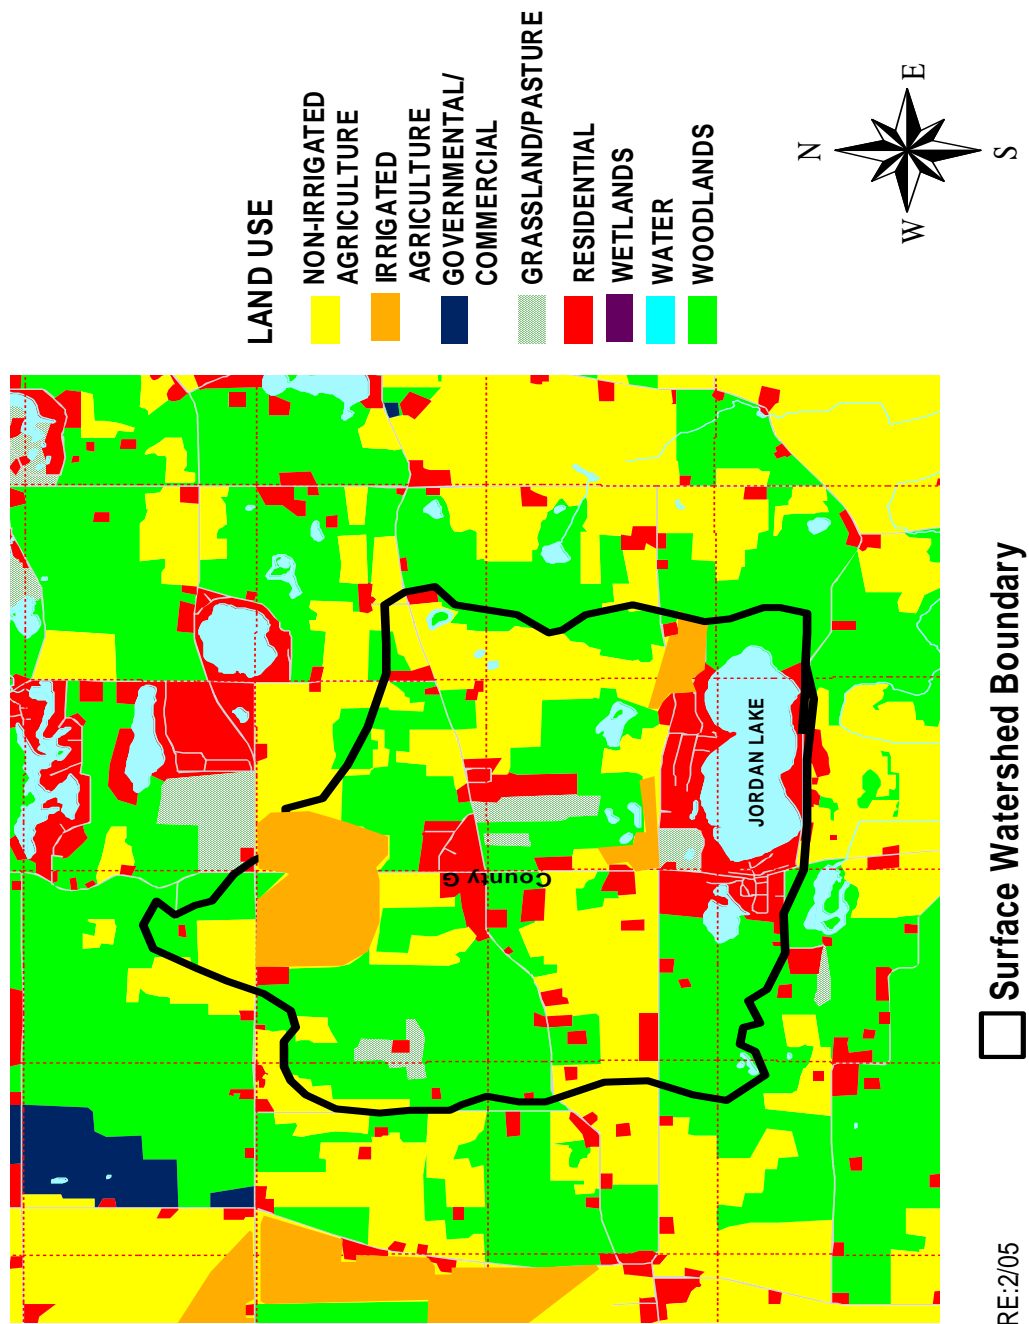 LAND USE
NON-IRRIGATED
AGRICULTURE
IRRIGATED
AGRICULTURE
GOVERNMENTAL/
COMMERCIAL
GRASSLAND/PASTURE
RESIDENTIAL
WETLANDS
WATER
WOODLANDS
N
W
E
S
County G
JORDAN LAKE
Surface Watershed Boundary
RE:2/05